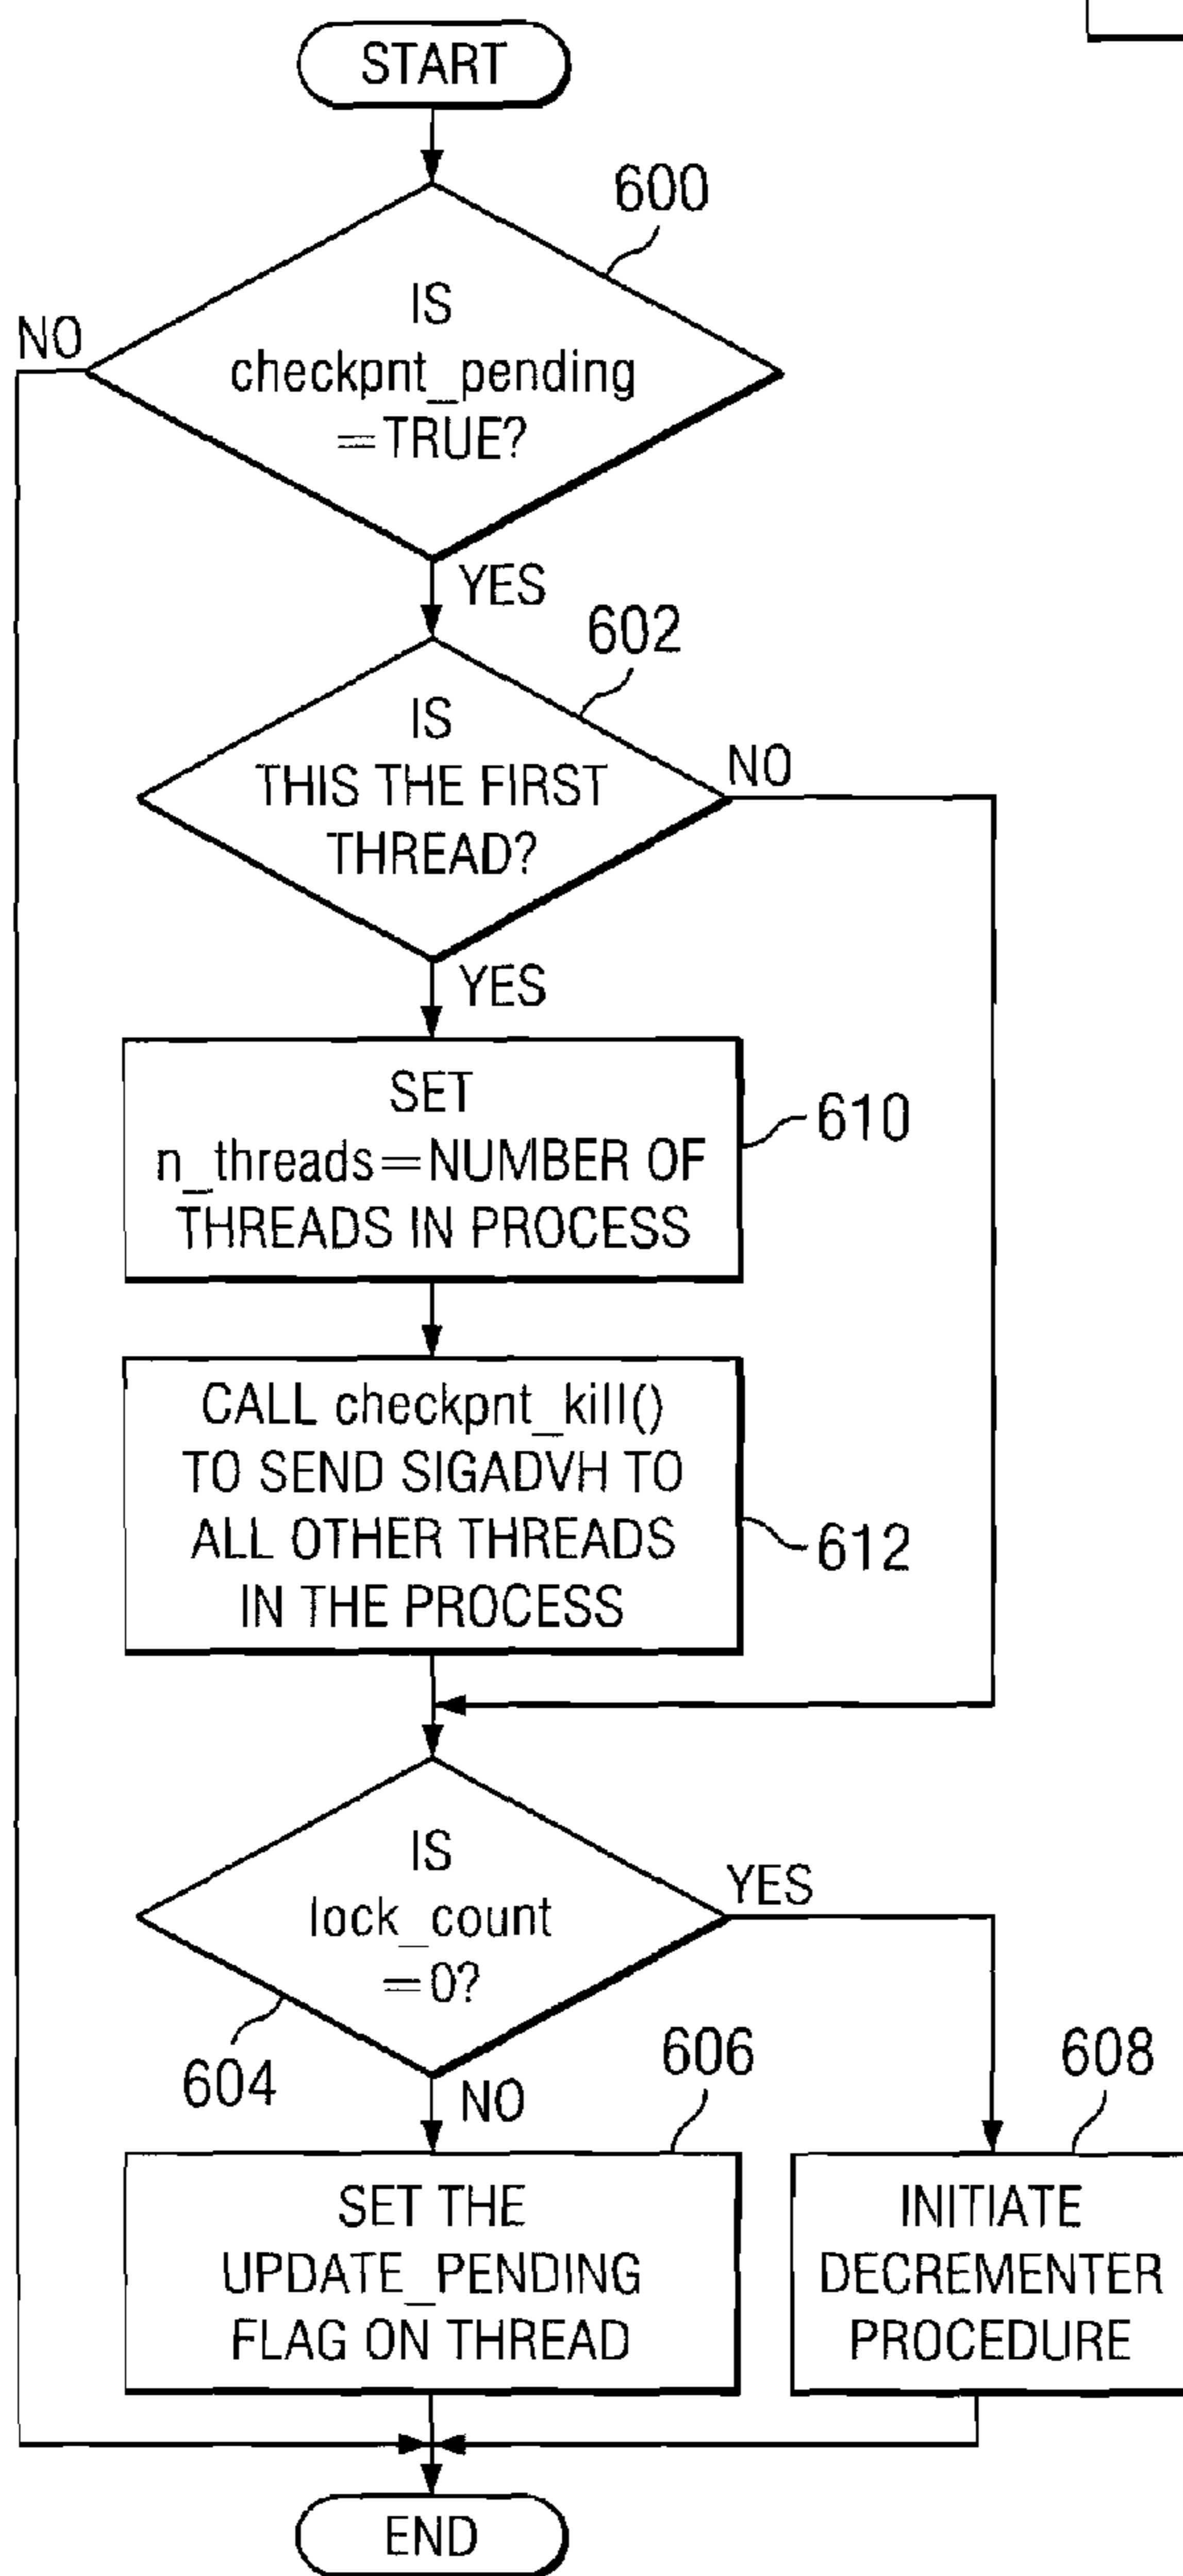 START
600
IS
NO
checkpnt_pending
=TRUE?
YES
602
IS
NO
THIS THE FIRST
THREAD?
YES
SET
610
n_threads=NUMBER OF
THREADS IN PROCESS
CALL checkpnt_kill()
TO SEND SIGADVH TO
ALL OTHER THREADS
612
IN THE PROCESS
IS
YES
lock_count
=0?
604
606
608
NO
SET THE
UPDATE_PENDING
FLAG ON THREAD
INITIATE
DECREMENTER
PROCEDURE
END